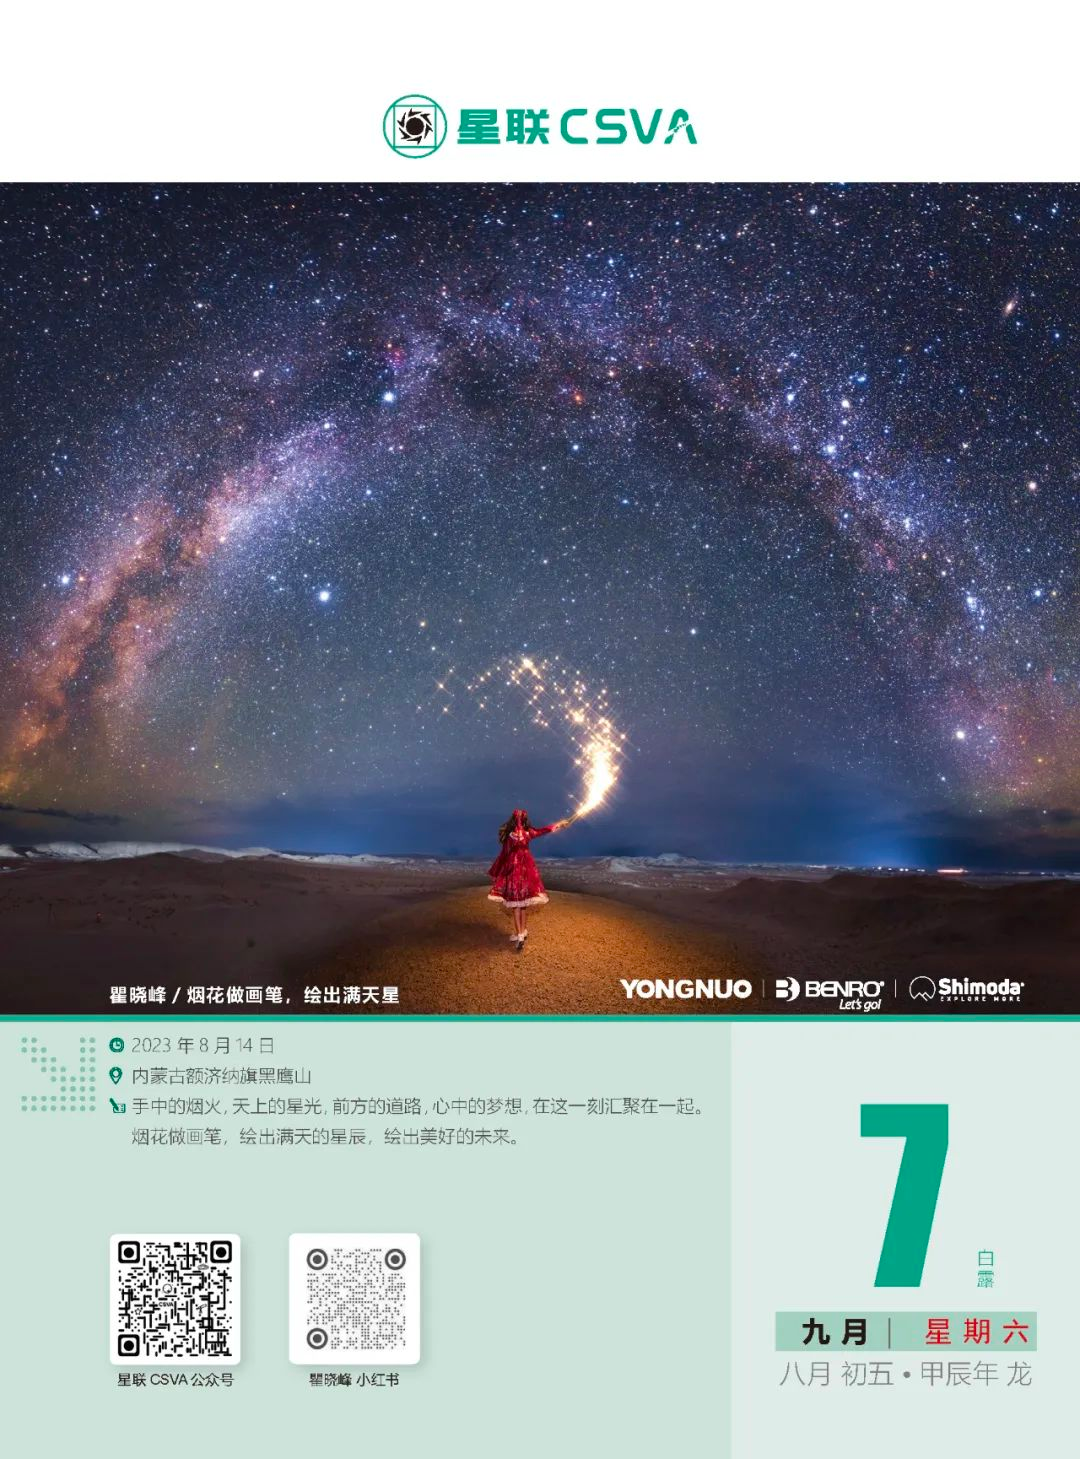 星联CSVA
瞿晓峰 / 烟花做画笔，绘出满天星
YONGNUO | BENRO Let's go! | Shimoda EXPLORE MORE
2023 年 8 月 14 日
内蒙古额济纳旗黑鹰山
手中的烟火，天上的星光，前方的道路，心中的梦想，在这一刻汇聚在一起。
烟花做画笔，绘出满天的星辰，绘出美好的未来。
星联 CSVA 公众号
瞿晓峰 小红书
7
白露
九月 | 星期六
八月 初五 • 甲辰年 龙